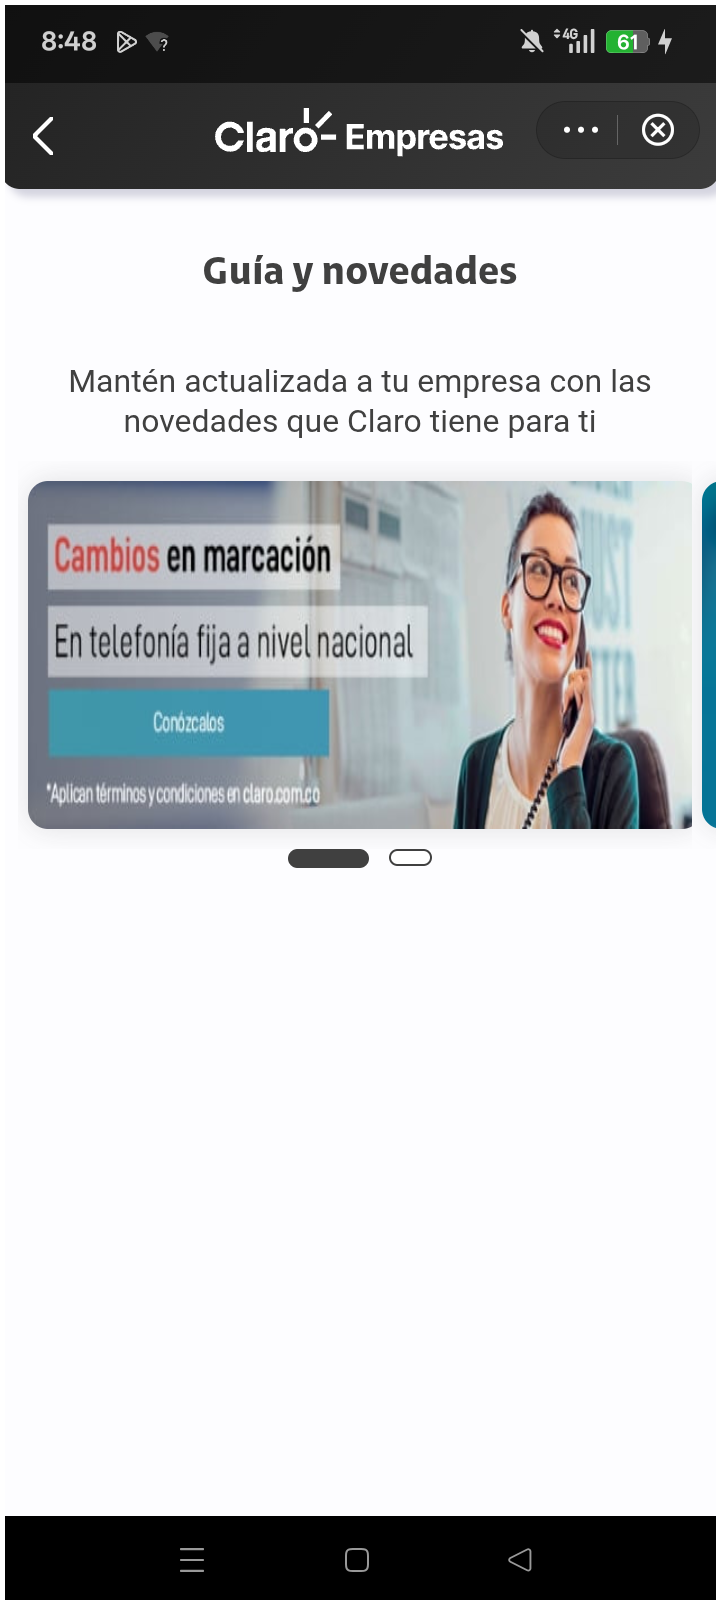 8:48
4G
61
Claro Empresas
Guía y novedades
Mantén actualizada a tu empresa con las
novedades que Claro tiene para ti
Cambios en marcación
En telefonía fija a nivel nacional
Conózcalos
*Aplican términos y condiciones en claro.com.co